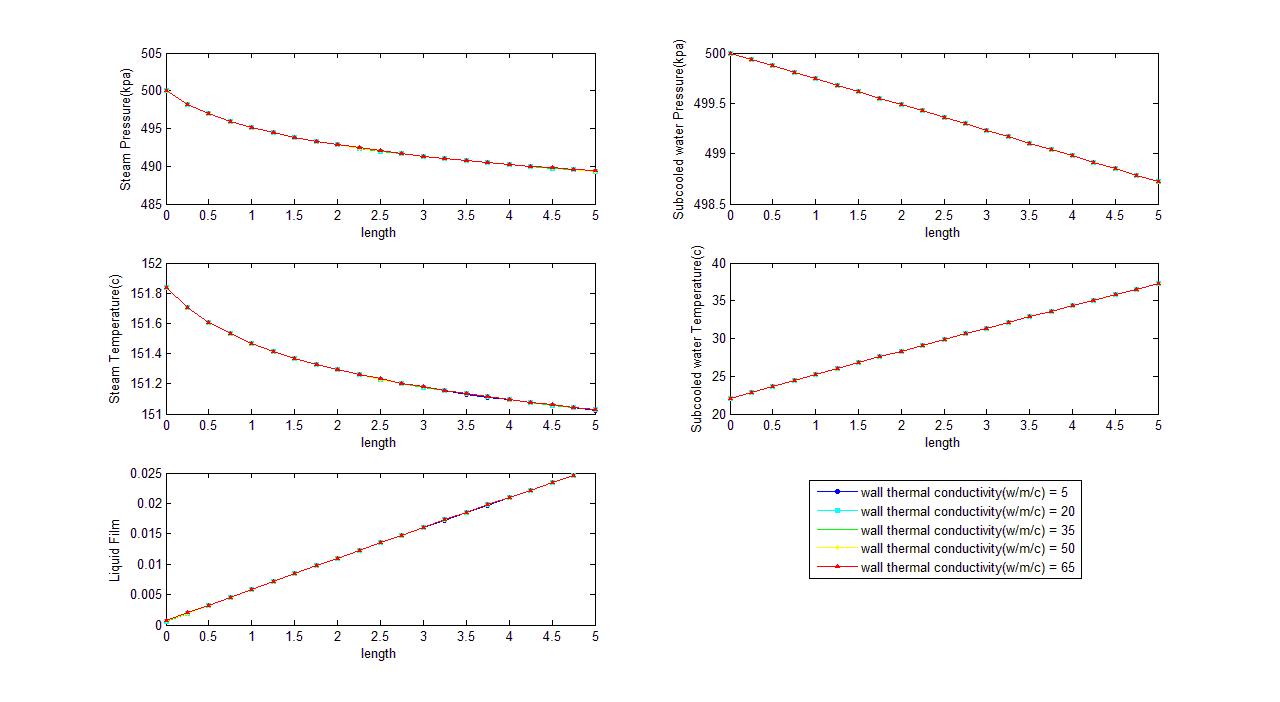 Steam Pressure(kpa)
505
500
495
490
485
0 0.5 1 1.5 2 2.5 3 3.5 4 4.5 5
length
Subcooled water Pressure(kpa)
500
499.5
499
498.5
0 0.5 1 1.5 2 2.5 3 3.5 4 4.5 5
length
Steam Temperature(c)
152
151.8
151.6
151.4
151.2
151
0 0.5 1 1.5 2 2.5 3 3.5 4 4.5 5
length
Subcooled water Temperature(c)
40
35
30
25
20
0 0.5 1 1.5 2 2.5 3 3.5 4 4.5 5
length
Liquid Film
0.025
0.02
0.015
0.01
0.005
0
0 0.5 1 1.5 2 2.5 3 3.5 4 4.5 5
length
wall thermal conductivity(w/m/c) = 5
wall thermal conductivity(w/m/c) = 20
wall thermal conductivity(w/m/c) = 35
wall thermal conductivity(w/m/c) = 50
wall thermal conductivity(w/m/c) = 65